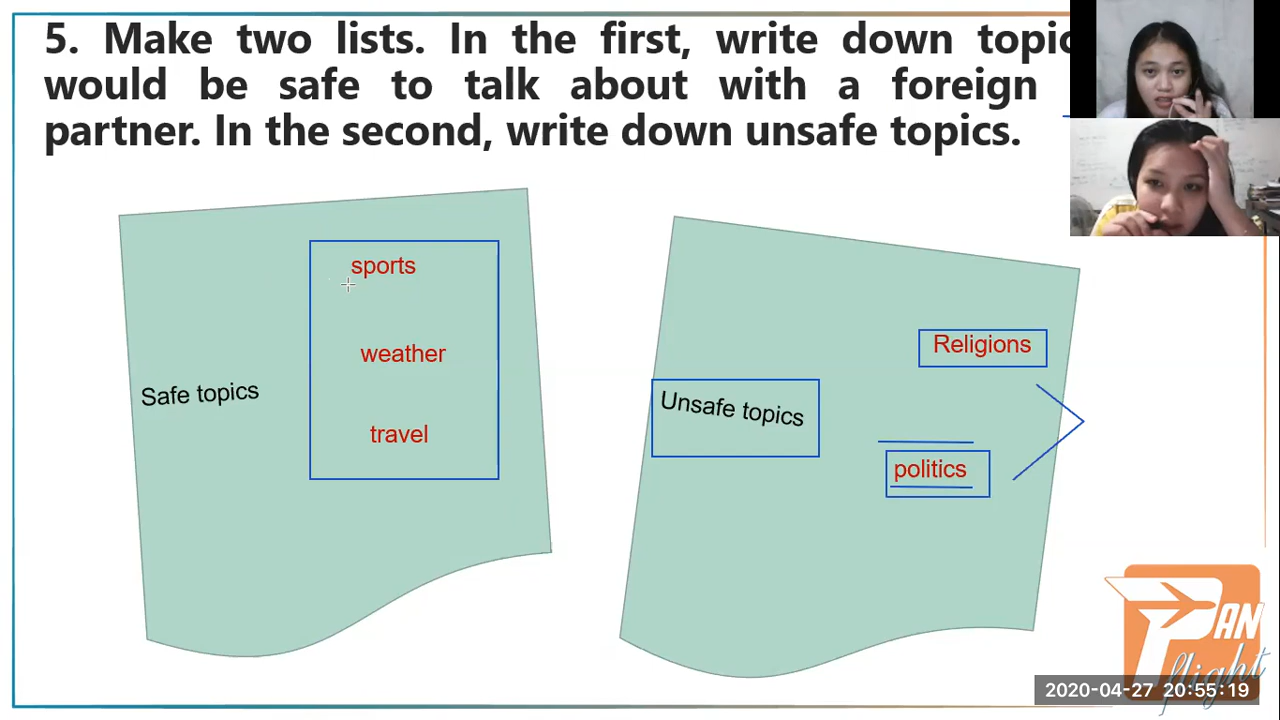 5. Make two lists. In the first, write down
would be safe to talk about with a foreign
partner. In the second, write down unsafe topics.
sports
weather
travel
Safe topics
Religions
Unsafe topics
politics
PAN
flight
2020-04-27 20:55:19